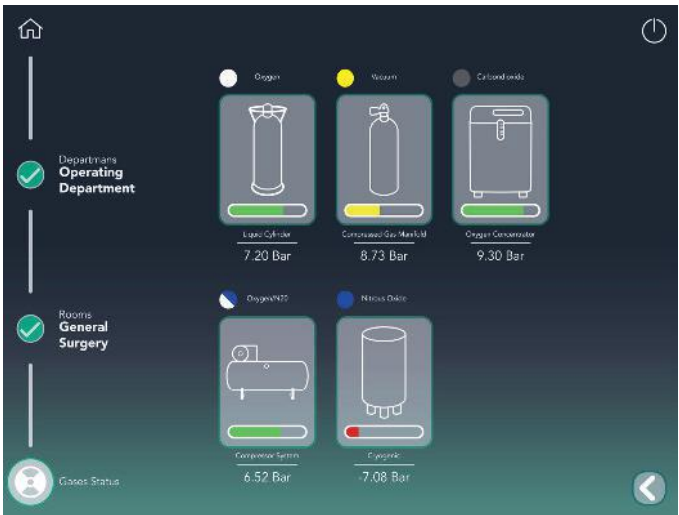 Oxygen
Vacuum
Carbondioxide
Departmans
Operating
Department
Liquid Cylinder
Compressed Gas Manifold
Oxygen Concentrator
7.20 Bar
8.73 Bar
9.30 Bar
Oxygen/N20
Nitrous Oxide
Rooms
General
Surgery
Compressor System
Cryogenic
6.52 Bar
-7.08 Bar
Gases Status